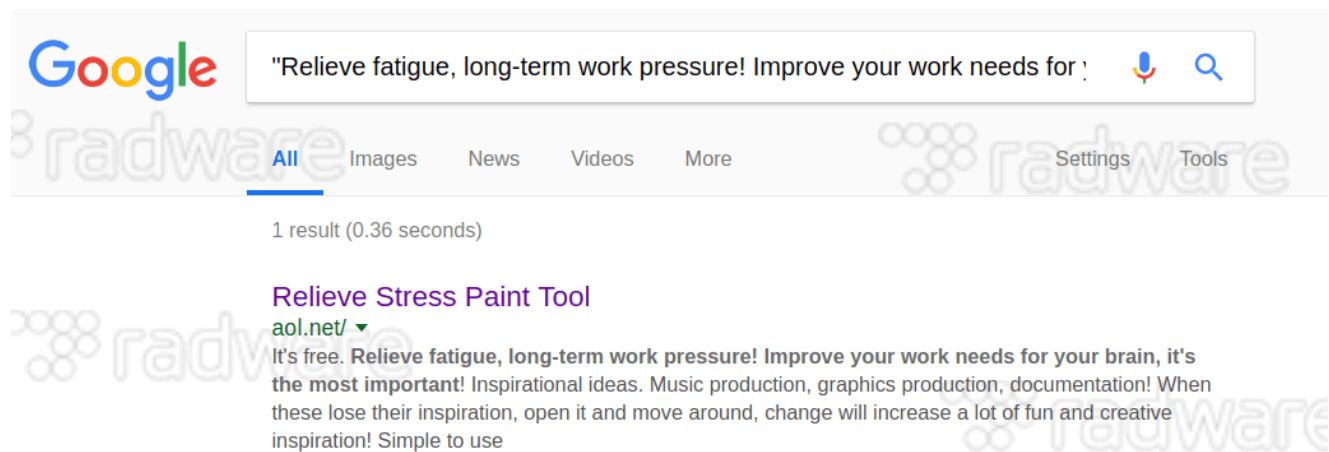 Google
"Relieve fatigue, long-term work pressure! Improve your work needs for
radware
radware
All Images News Videos More Settings Tools
1 result (0.36 seconds)
Relieve Stress Paint Tool
aol.net/
radware
It's free. Relieve fatigue, long-term work pressure! Improve your work needs for your brain, it's
the most important! Inspirational ideas. Music production, graphics production, documentation! When
these lose their inspiration, open it and move around, change will increase a lot of fun and creative
inspiration! Simple to use
radware